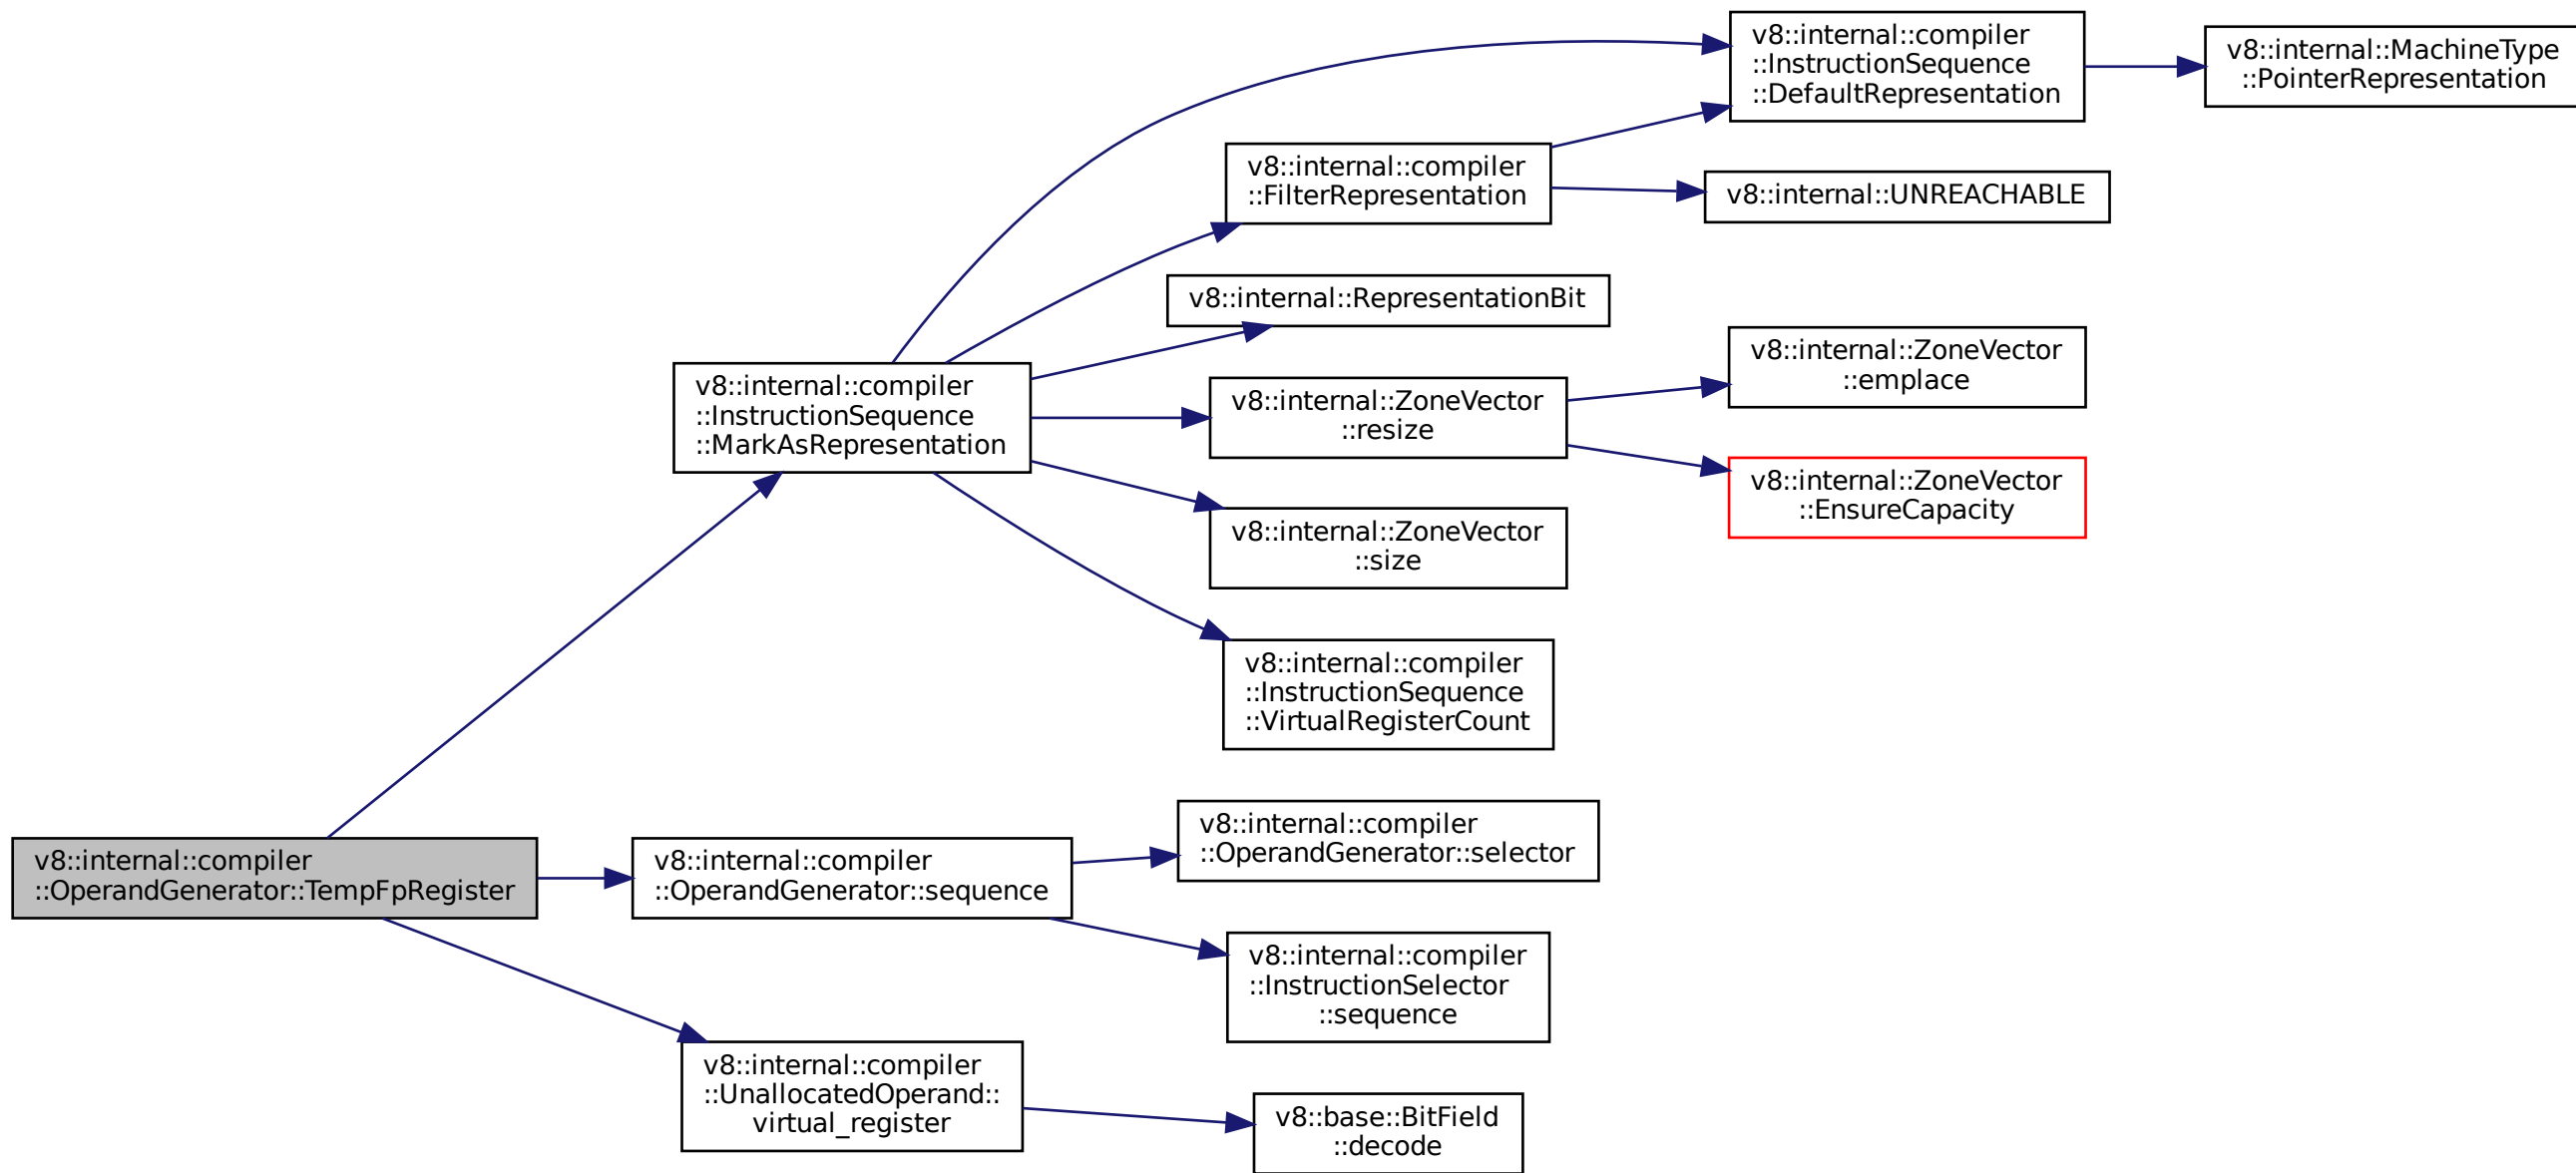 v8::internal::compiler
::InstructionSequence
::DefaultRepresentation
v8::internal::MachineType
::PointerRepresentation
v8::internal::compiler
::FilterRepresentation
v8::internal::UNREACHABLE
v8::internal::RepresentationBit
v8::internal::ZoneVector
::emplace
v8::internal::compiler
::InstructionSequence
::MarkAsRepresentation
v8::internal::ZoneVector
::resize
v8::internal::ZoneVector
::EnsureCapacity
v8::internal::ZoneVector
::size
v8::internal::compiler
::InstructionSequence
::VirtualRegisterCount
v8::internal::compiler
::OperandGenerator::selector
v8::internal::compiler
::OperandGenerator::TempFpRegister
v8::internal::compiler
::OperandGenerator::sequence
v8::internal::compiler
::InstructionSelector
::sequence
v8::internal::compiler
::UnallocatedOperand::
virtual_register
v8::base::BitField
::decode